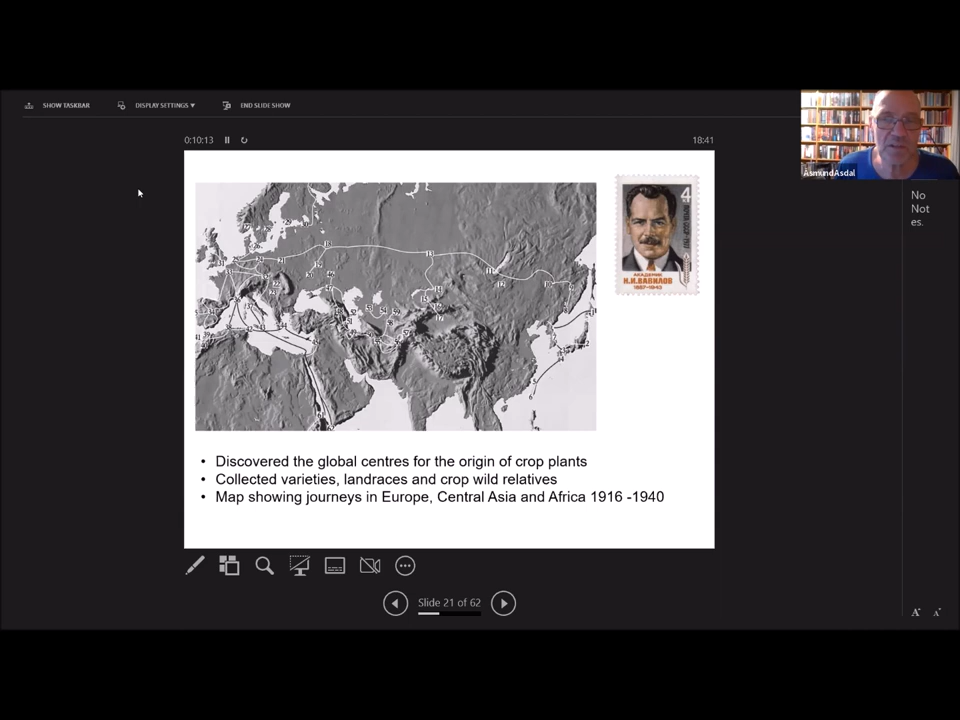 SHOW TASKBAR
DISPLAY SETTINGS ▼
END SLIDE SHOW
0:10:13
18:41
ÅsmundAsdal
No
Not
es.
4
АКАДЕМИК
Н.И.ВАВИЛОВ
1887-1943
• Discovered the global centres for the origin of crop plants
• Collected varieties, landraces and crop wild relatives
• Map showing journeys in Europe, Central Asia and Africa 1916 -1940
Slide 21 of 62